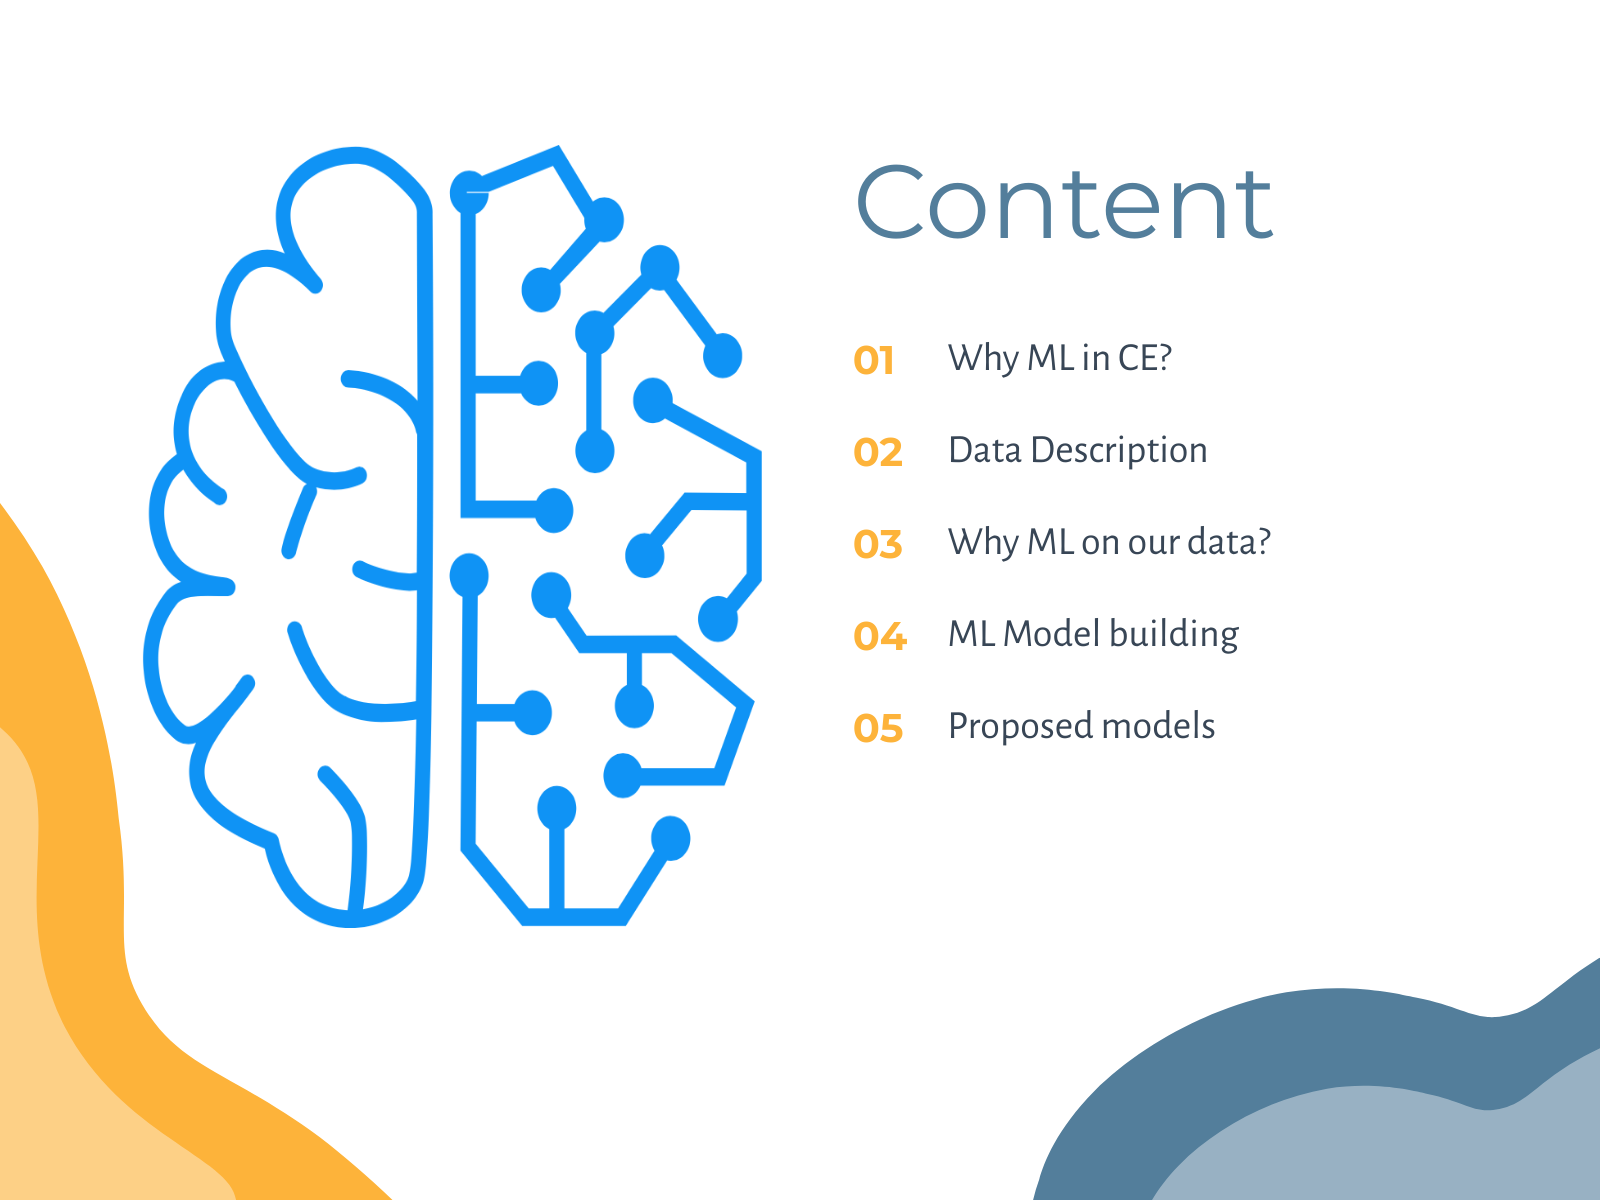 Content
01 Why ML in CE?
02 Data Description
03 Why ML on our data?
04 ML Model building
05 Proposed models